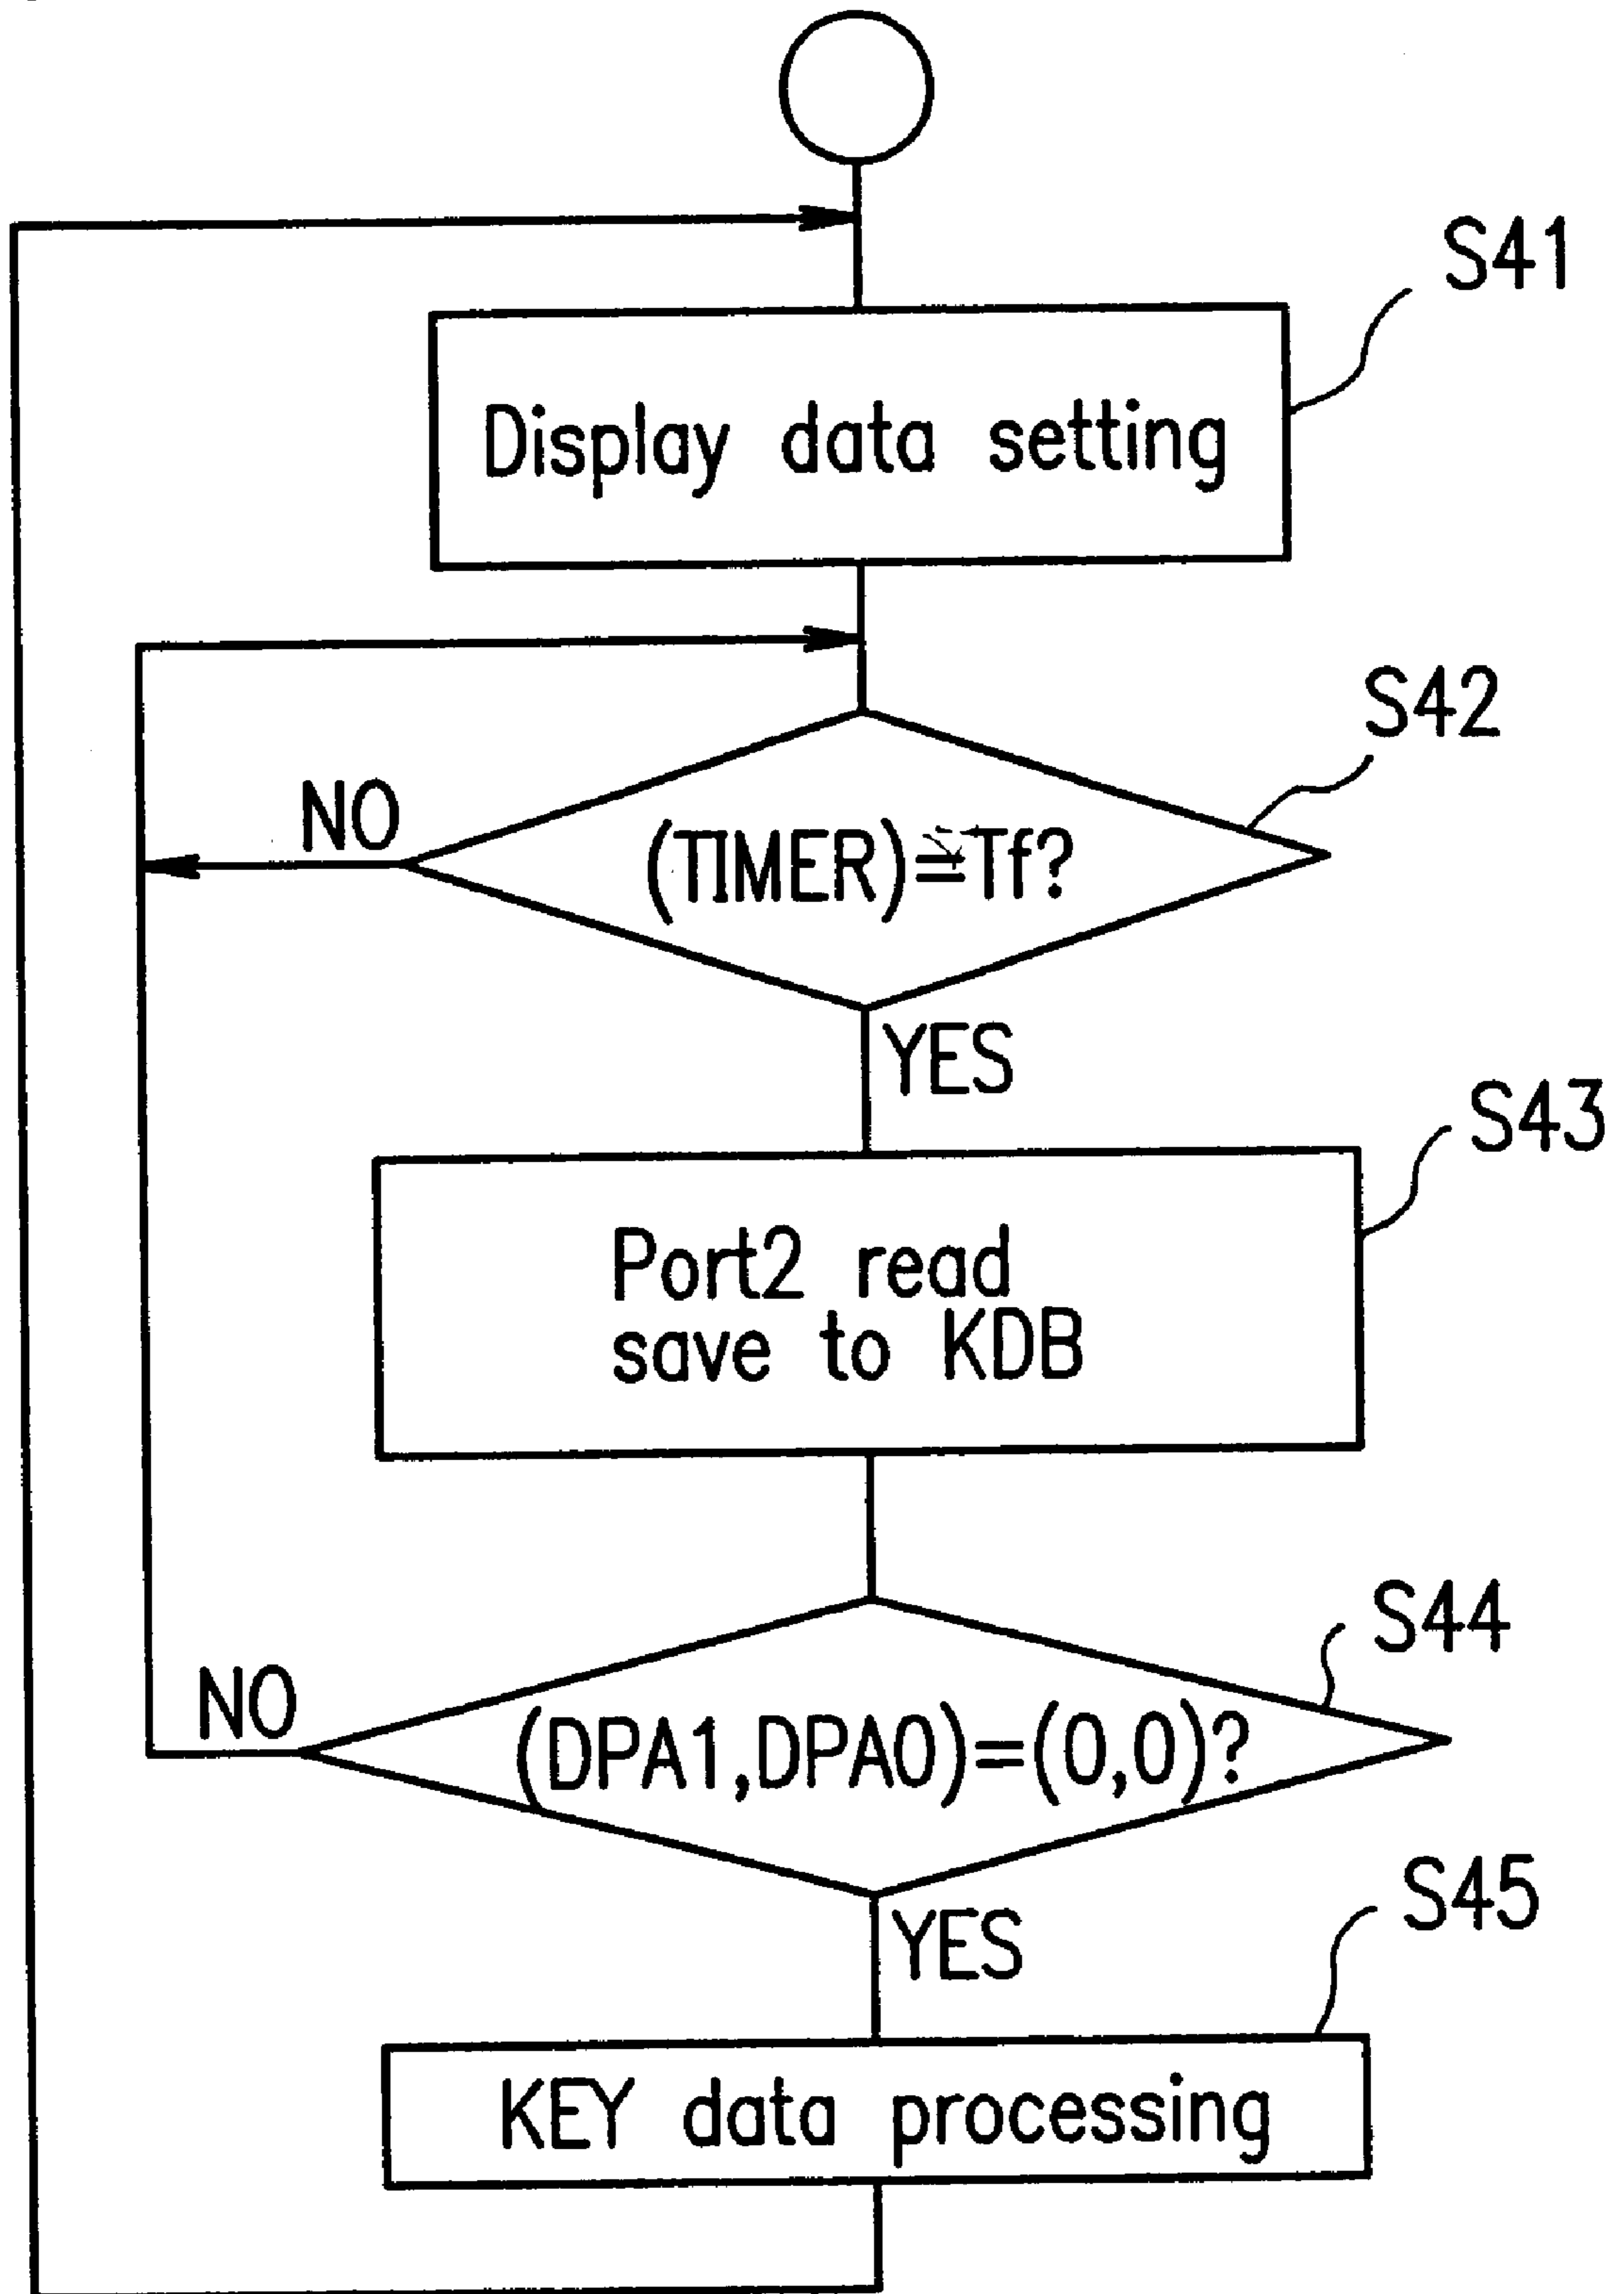 S41
Display data setting
S42
NO
(TIMER)=Tf?
YES
S43
Port2 read
save to KDB
S44
NO
(DPA1,DPA0)=(0,0)?
S45
YES
KEY data processing